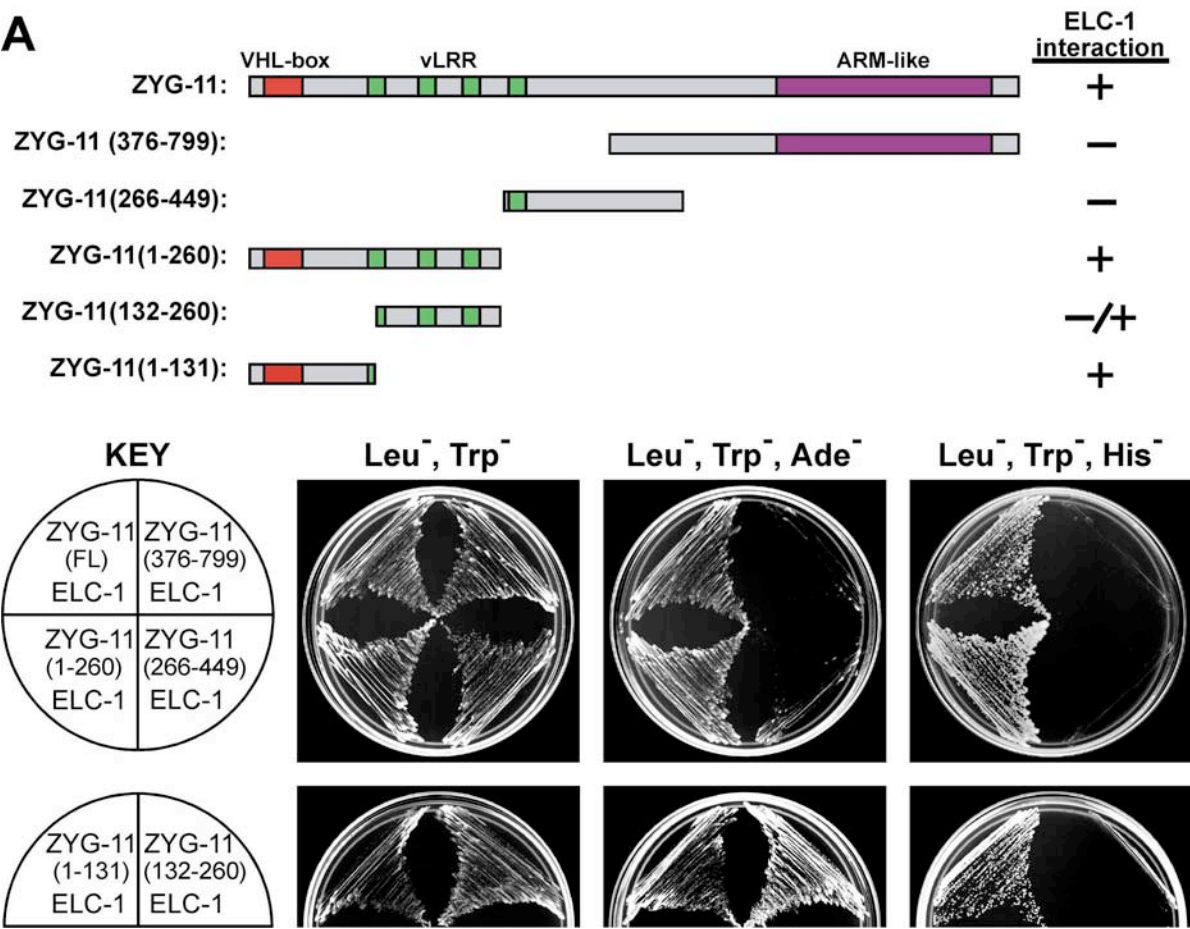 A
ELC-1
interaction
VHL-box vLRR ARM-like
ZYG-11: +
ZYG-11 (376-799): −
ZYG-11(266-449): −
ZYG-11(1-260): +
ZYG-11(132-260): −/+
ZYG-11(1-131): +
KEY Leu⁻, Trp⁻ Leu⁻, Trp⁻, Ade⁻ Leu⁻, Trp⁻, His⁻
ZYG-11 ZYG-11
(FL) (376-799)
ELC-1 ELC-1
ZYG-11 ZYG-11
(1-260) (266-449)
ELC-1 ELC-1
ZYG-11 ZYG-11
(1-131) (132-260)
ELC-1 ELC-1